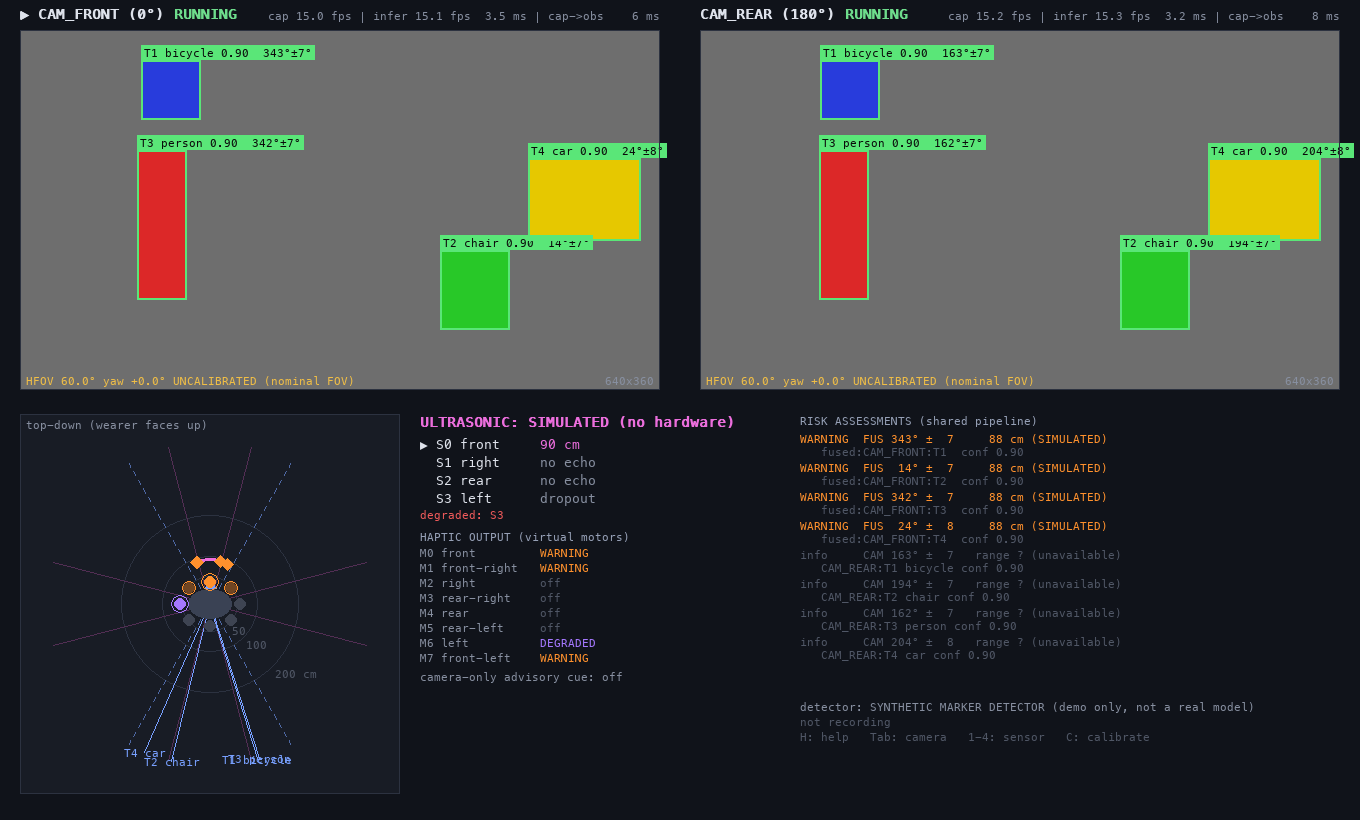 ▶ CAM_FRONT (0°) RUNNING cap 15.0 fps | infer 15.1 fps 3.5 ms | cap->obs 6 ms
T1 bicycle 0.90 343°±7°
T3 person 0.90 342°±7°
T4 car 0.90 24°±8°
T2 chair 0.90 14°±7°
HFOV 60.0° yaw +0.0° UNCALIBRATED (nominal FOV) 640x360
CAM_REAR (180°) RUNNING cap 15.2 fps | infer 15.3 fps 3.2 ms | cap->obs 8 ms
T1 bicycle 0.90 163°±7°
T3 person 0.90 162°±7°
T4 car 0.90 204°±8°
T2 chair 0.90 194°±7°
HFOV 60.0° yaw +0.0° UNCALIBRATED (nominal FOV) 640x360
top-down (wearer faces up)
50
100
200 cm
T4 car
T2 chair
T1 bicycle
T3 person
ULTRASONIC: SIMULATED (no hardware)
▶ S0 front 90 cm
S1 right no echo
S2 rear no echo
S3 left dropout
degraded: S3
HAPTIC OUTPUT (virtual motors)
M0 front WARNING
M1 front-right WARNING
M2 right off
M3 rear-right off
M4 rear off
M5 rear-left off
M6 left DEGRADED
M7 front-left WARNING
camera-only advisory cue: off
RISK ASSESSMENTS (shared pipeline)
WARNING FUS 343° ± 7 88 cm (SIMULATED)
fused:CAM_FRONT:T1 conf 0.90
WARNING FUS 14° ± 7 88 cm (SIMULATED)
fused:CAM_FRONT:T2 conf 0.90
WARNING FUS 342° ± 7 88 cm (SIMULATED)
fused:CAM_FRONT:T3 conf 0.90
WARNING FUS 24° ± 8 88 cm (SIMULATED)
fused:CAM_FRONT:T4 conf 0.90
info CAM 163° ± 7 range ? (unavailable)
CAM_REAR:T1 bicycle conf 0.90
info CAM 194° ± 7 range ? (unavailable)
CAM_REAR:T2 chair conf 0.90
info CAM 162° ± 7 range ? (unavailable)
CAM_REAR:T3 person conf 0.90
info CAM 204° ± 8 range ? (unavailable)
CAM_REAR:T4 car conf 0.90
detector: SYNTHETIC MARKER DETECTOR (demo only, not a real model)
not recording
H: help Tab: camera 1-4: sensor C: calibrate